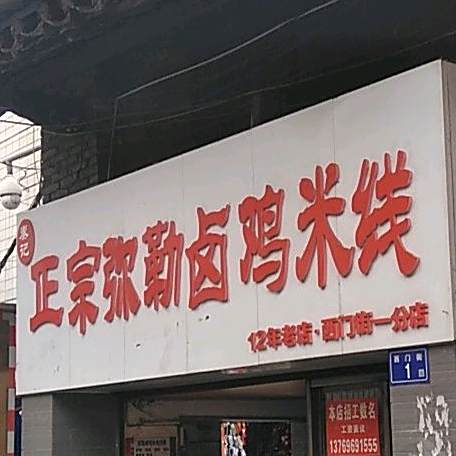 秦记
正宗弥勒卤鸡米线
12年老店·西门街一分店
西门街
1
本店招工数名
工资面议
13769691555